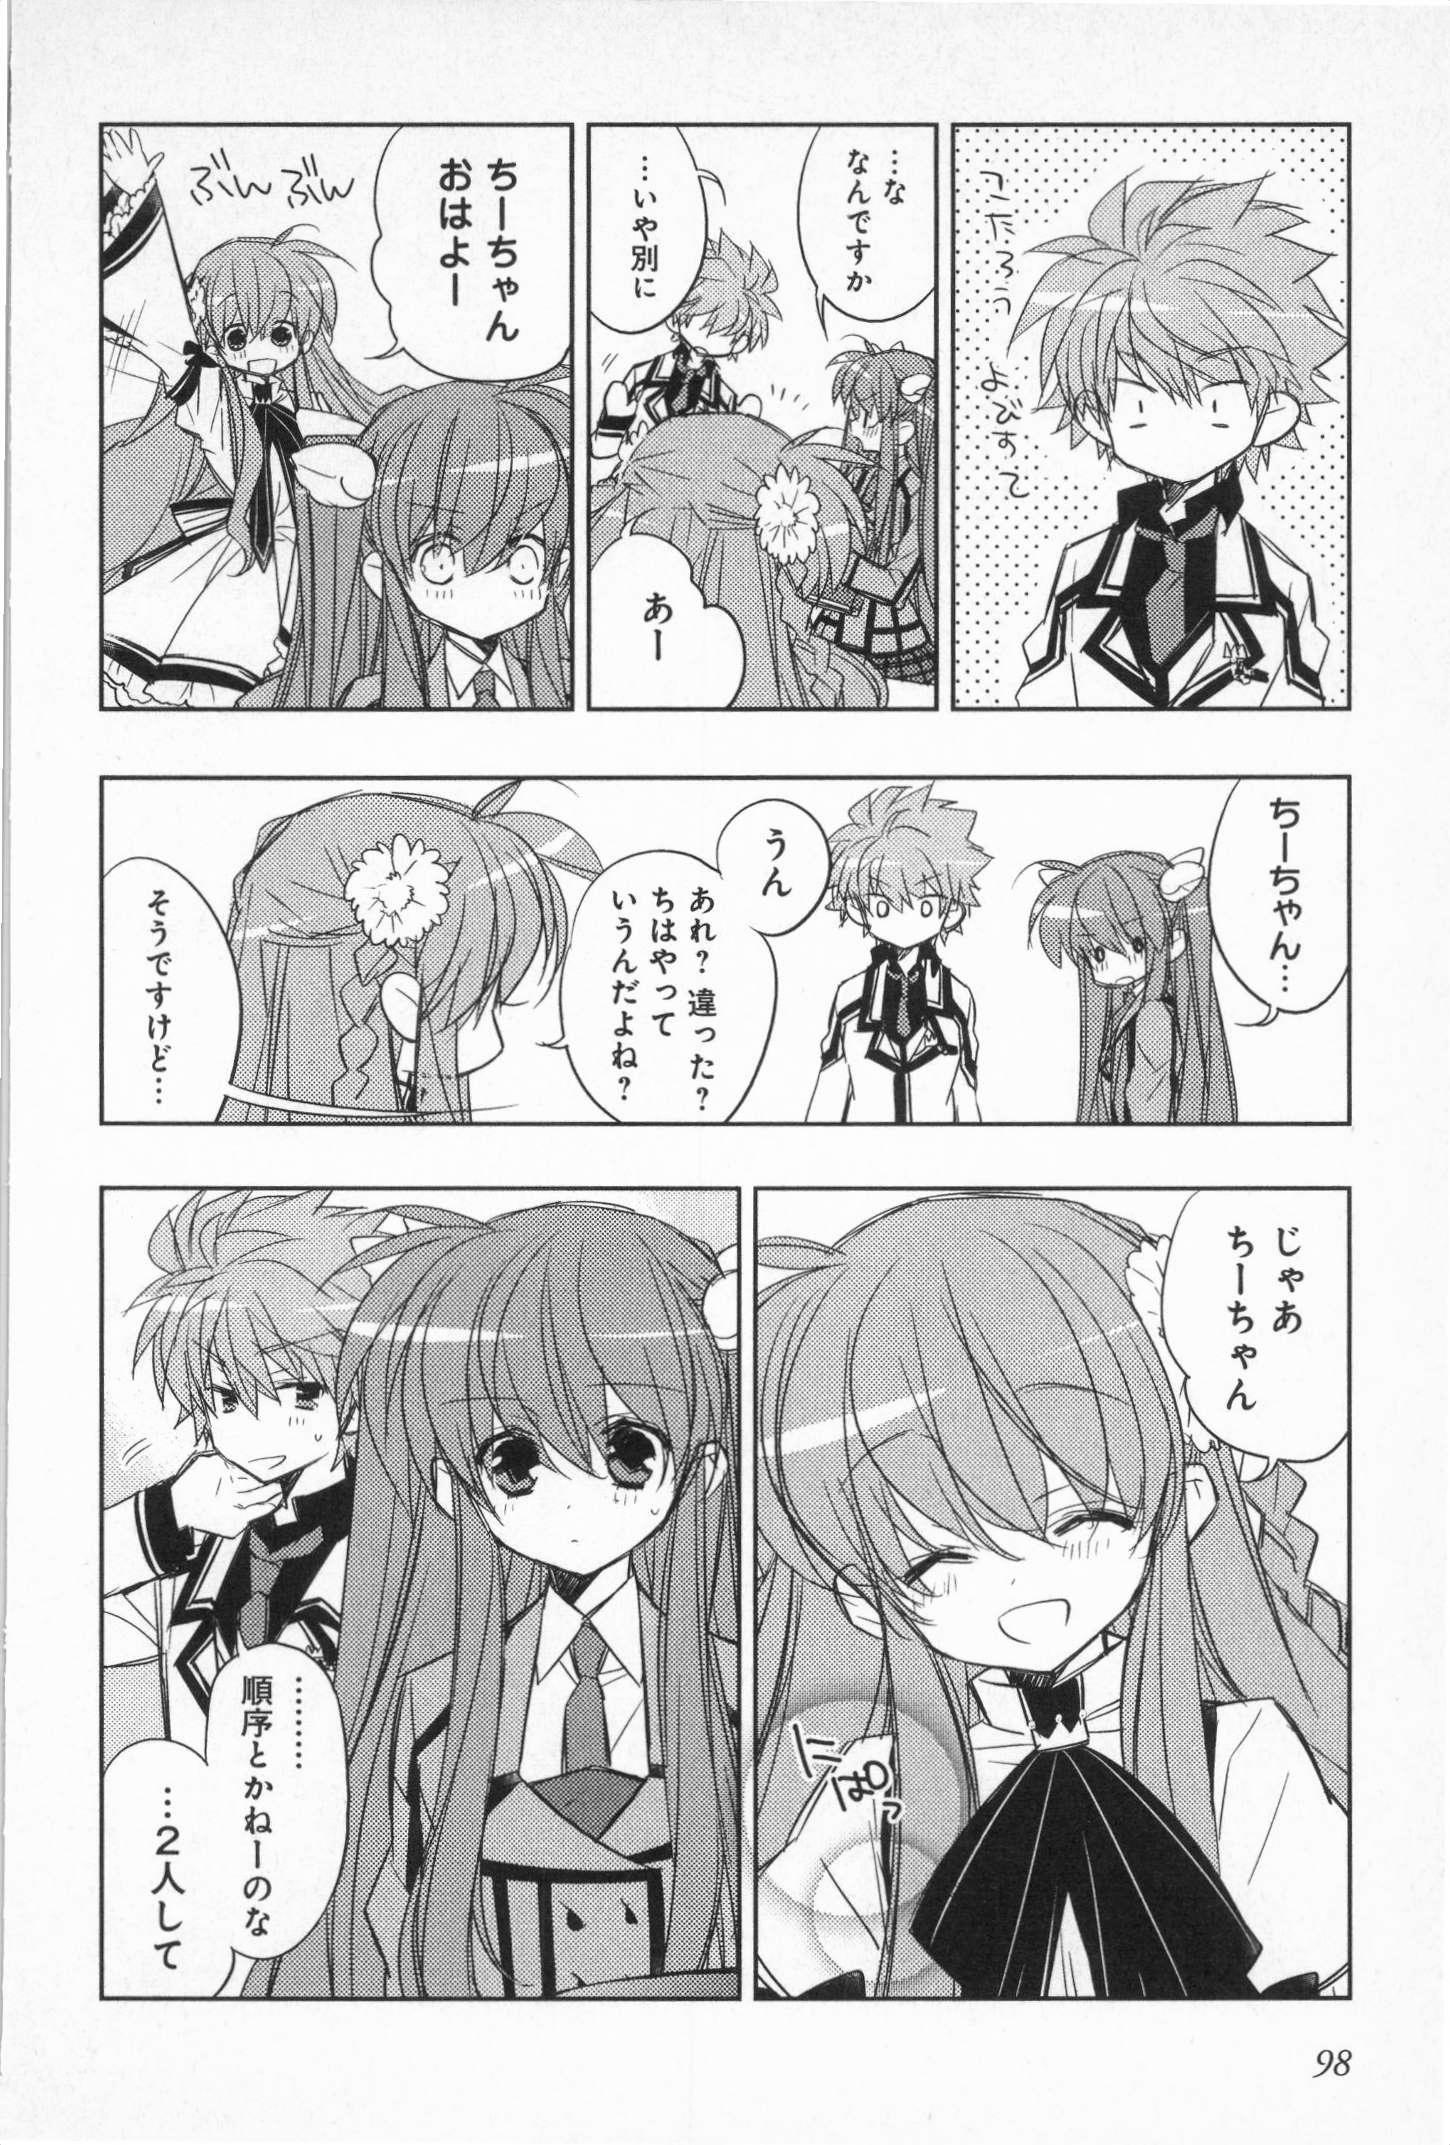 こたろう
よびすて
…な
なんですか
…いや別に
あー
ちーちゃん
おはよー
ぶんぶん
ちーちゃん…
うん
あれ？違った？
ちはやって
いうんだよね？
そうですけど…
じゃあ
ちーちゃん
にぱっ
………
順序とかねーのな
…2人して
98